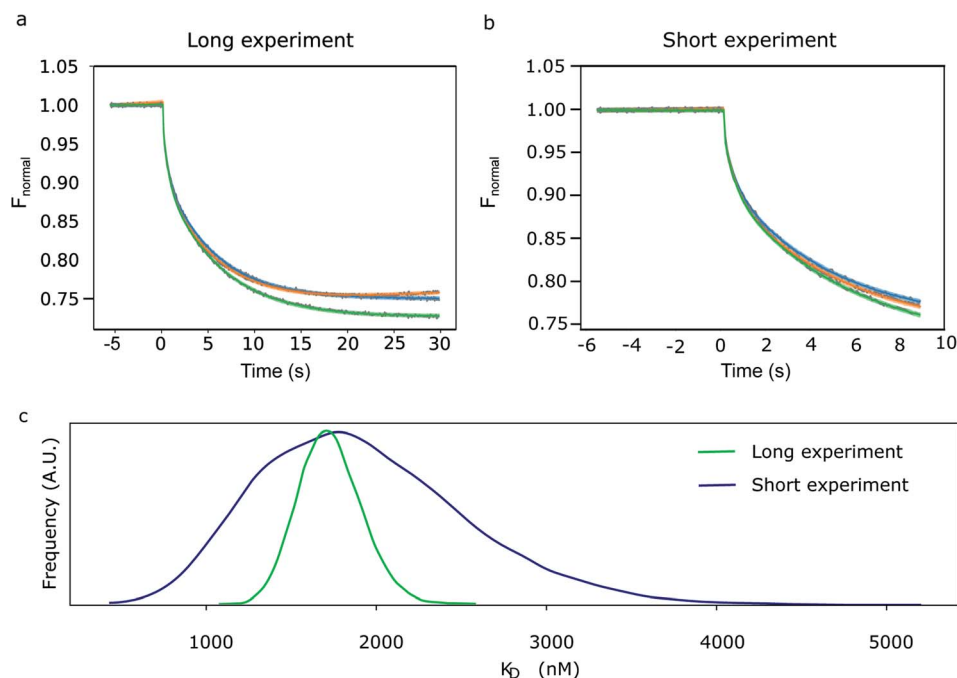 a
Long experiment
F_normal
1.05
1.00
0.95
0.90
0.85
0.80
0.75
-5 0 5 10 15 20 25 30
Time (s)
b
Short experiment
F_normal
1.05
1.00
0.95
0.90
0.85
0.80
0.75
-6 -4 -2 0 2 4 6 8 10
Time (s)
c
Frequency (A.U.)
Long experiment
Short experiment
1000 2000 3000 4000 5000
K_D (nM)